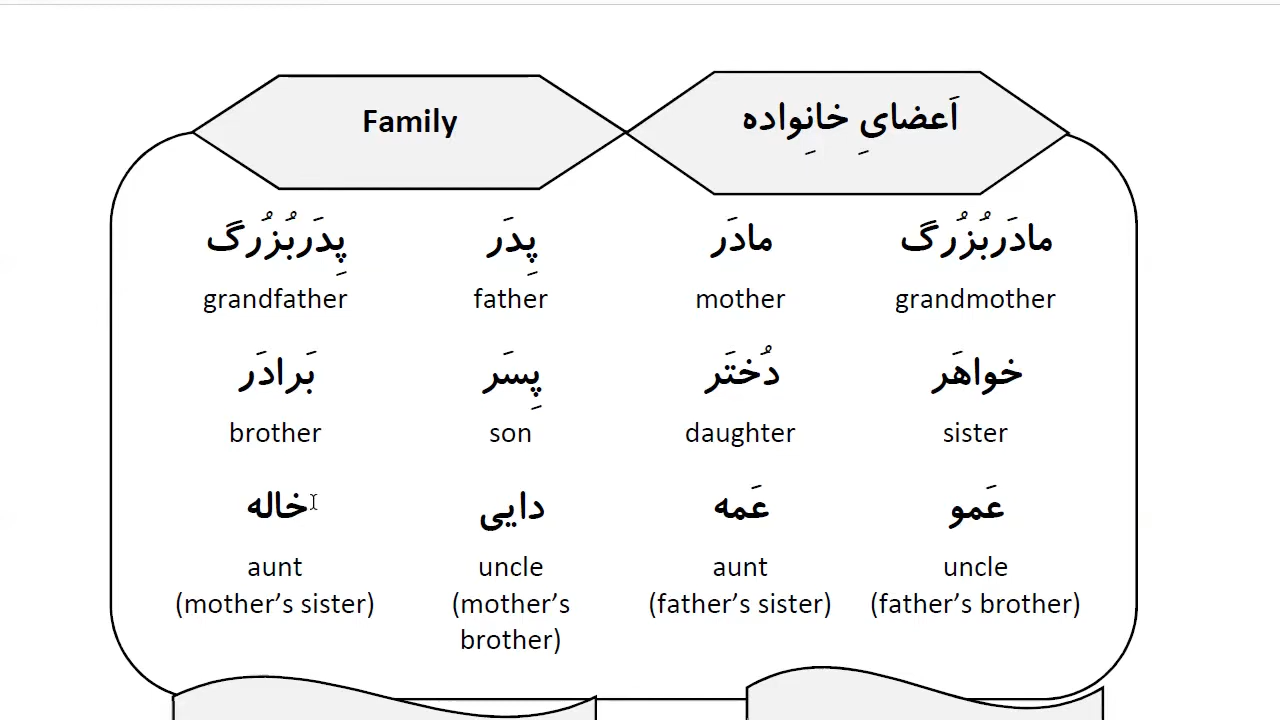 Family
اَعضایِ خانِواده
پِدَربُزُرگ
پِدَر
مادَر
مادَربُزُرگ
grandfather
father
mother
grandmother
بَرادَر
پِسَر
دُختَر
خواهَر
brother
son
daughter
sister
خاله
دایی
عَمه
عَمو
aunt
(mother’s sister)
uncle
(mother’s
brother)
aunt
(father’s sister)
uncle
(father’s brother)